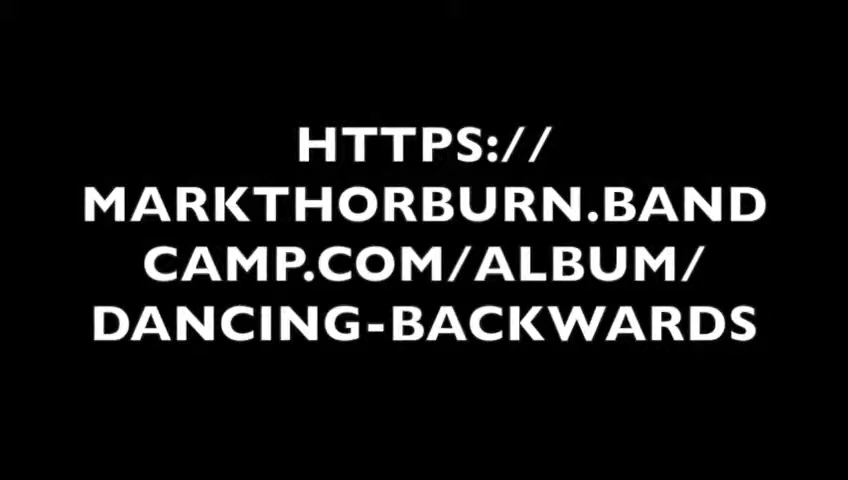 HTTPS://
MARKTHORBURN.BAND
CAMP.COM/ALBUM/
DANCING-BACKWARDS